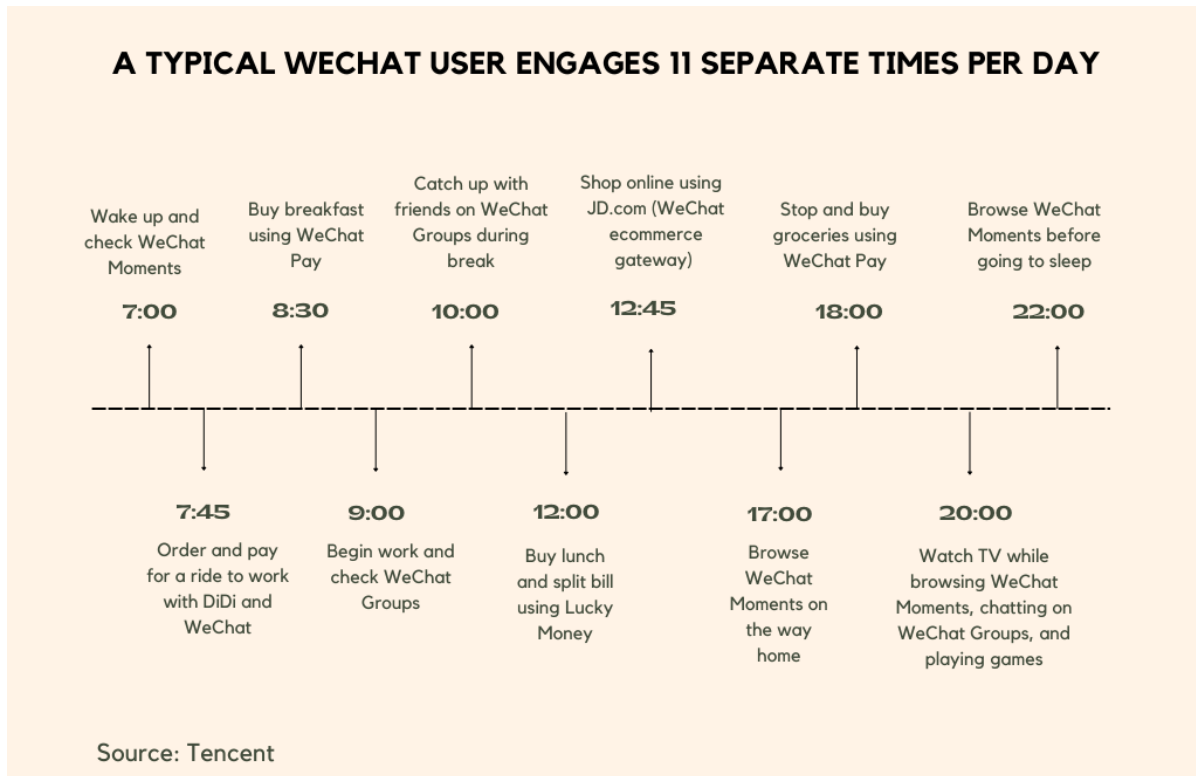 A TYPICAL WECHAT USER ENGAGES 11 SEPARATE TIMES PER DAY
Wake up and
check WeChat
Moments
7:00
Buy breakfast
using WeChat
Pay
8:30
Catch up with
friends on WeChat
Groups during
break
10:00
Shop online using
JD.com (WeChat
ecommerce
gateway)
12:45
Stop and buy
groceries using
WeChat Pay
18:00
Browse WeChat
Moments before
going to sleep
22:00
7:45
Order and pay
for a ride to work
with DiDi and
WeChat
9:00
Begin work and
check WeChat
Groups
12:00
Buy lunch
and split bill
using Lucky
Money
17:00
Browse
WeChat
Moments on
the way
home
20:00
Watch TV while
browsing WeChat
Moments, chatting on
WeChat Groups, and
playing games
Source: Tencent